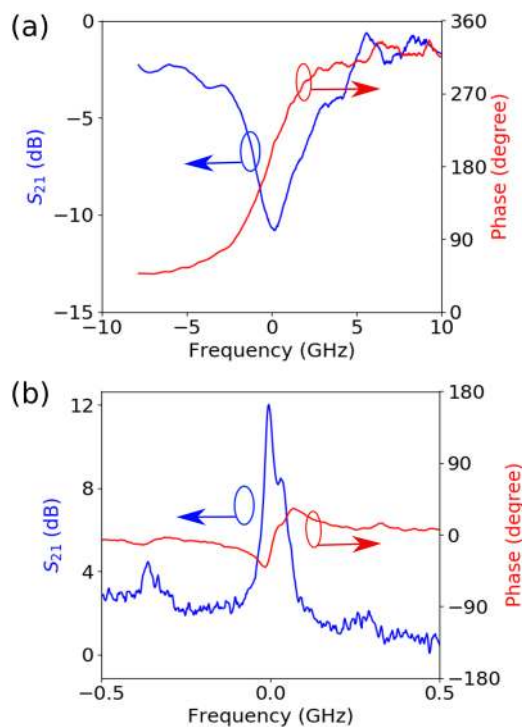 (a)
0
−5
−10
−15
S21 (dB)
360
270
180
90
0
Phase (degree)
−10 −5 0 5 10
Frequency (GHz)
(b)
12
8
4
0
S21 (dB)
180
90
0
−90
−180
Phase (degree)
−0.5 0.0 0.5
Frequency (GHz)